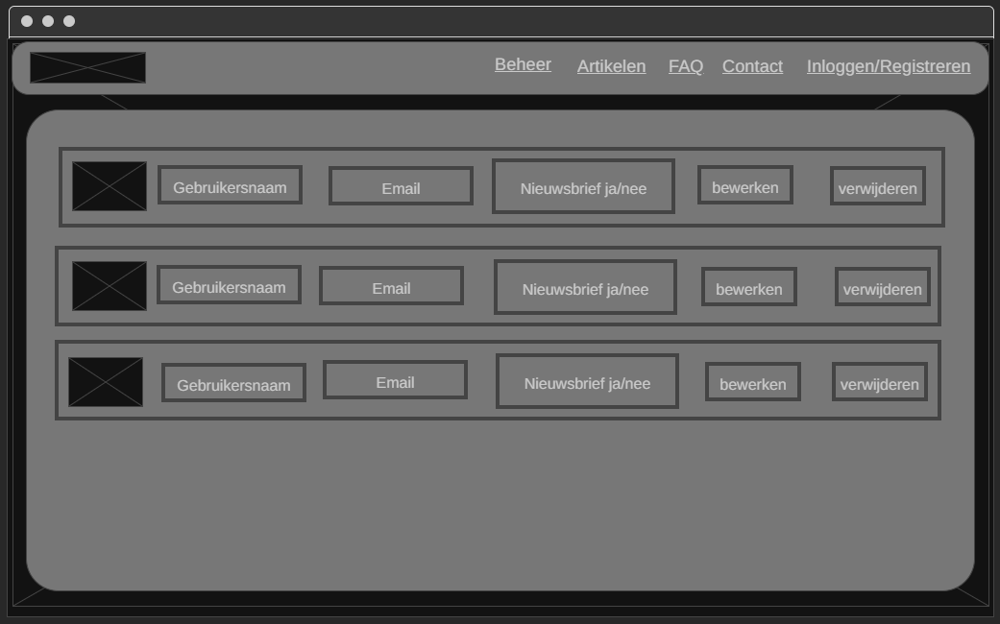 Beheer Artikelen FAQ Contact Inloggen/Registreren
Gebruikersnaam Email Nieuwsbrief ja/nee bewerken verwijderen
Gebruikersnaam Email Nieuwsbrief ja/nee bewerken verwijderen
Gebruikersnaam Email Nieuwsbrief ja/nee bewerken verwijderen